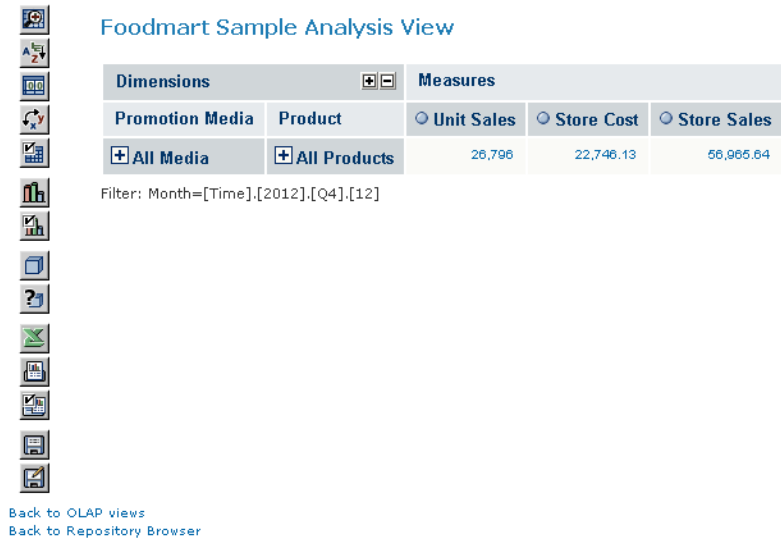 Foodmart Sample Analysis View
Dimensions Measures
Promotion Media Product Unit Sales Store Cost Store Sales
All Media All Products 26,796 22,746.13 56,965.64
Filter: Month=[Time].[2012].[Q4].[12]
Back to OLAP views
Back to Repository Browser